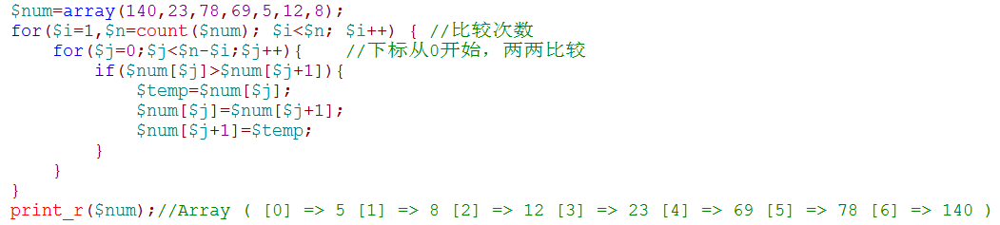 $num=array(140,23,78,69,5,12,8);
for($i=1,$n=count($num); $i<$n; $i++) { //比较次数
    for($j=0;$j<$n-$i;$j++){    //下标从0开始，两两比较
        if($num[$j]>$num[$j+1]){
            $temp=$num[$j];
            $num[$j]=$num[$j+1];
            $num[$j+1]=$temp;
        }
    }
}
print_r($num);//Array ( [0] => 5 [1] => 8 [2] => 12 [3] => 23 [4] => 69 [5] => 78 [6] => 140 )